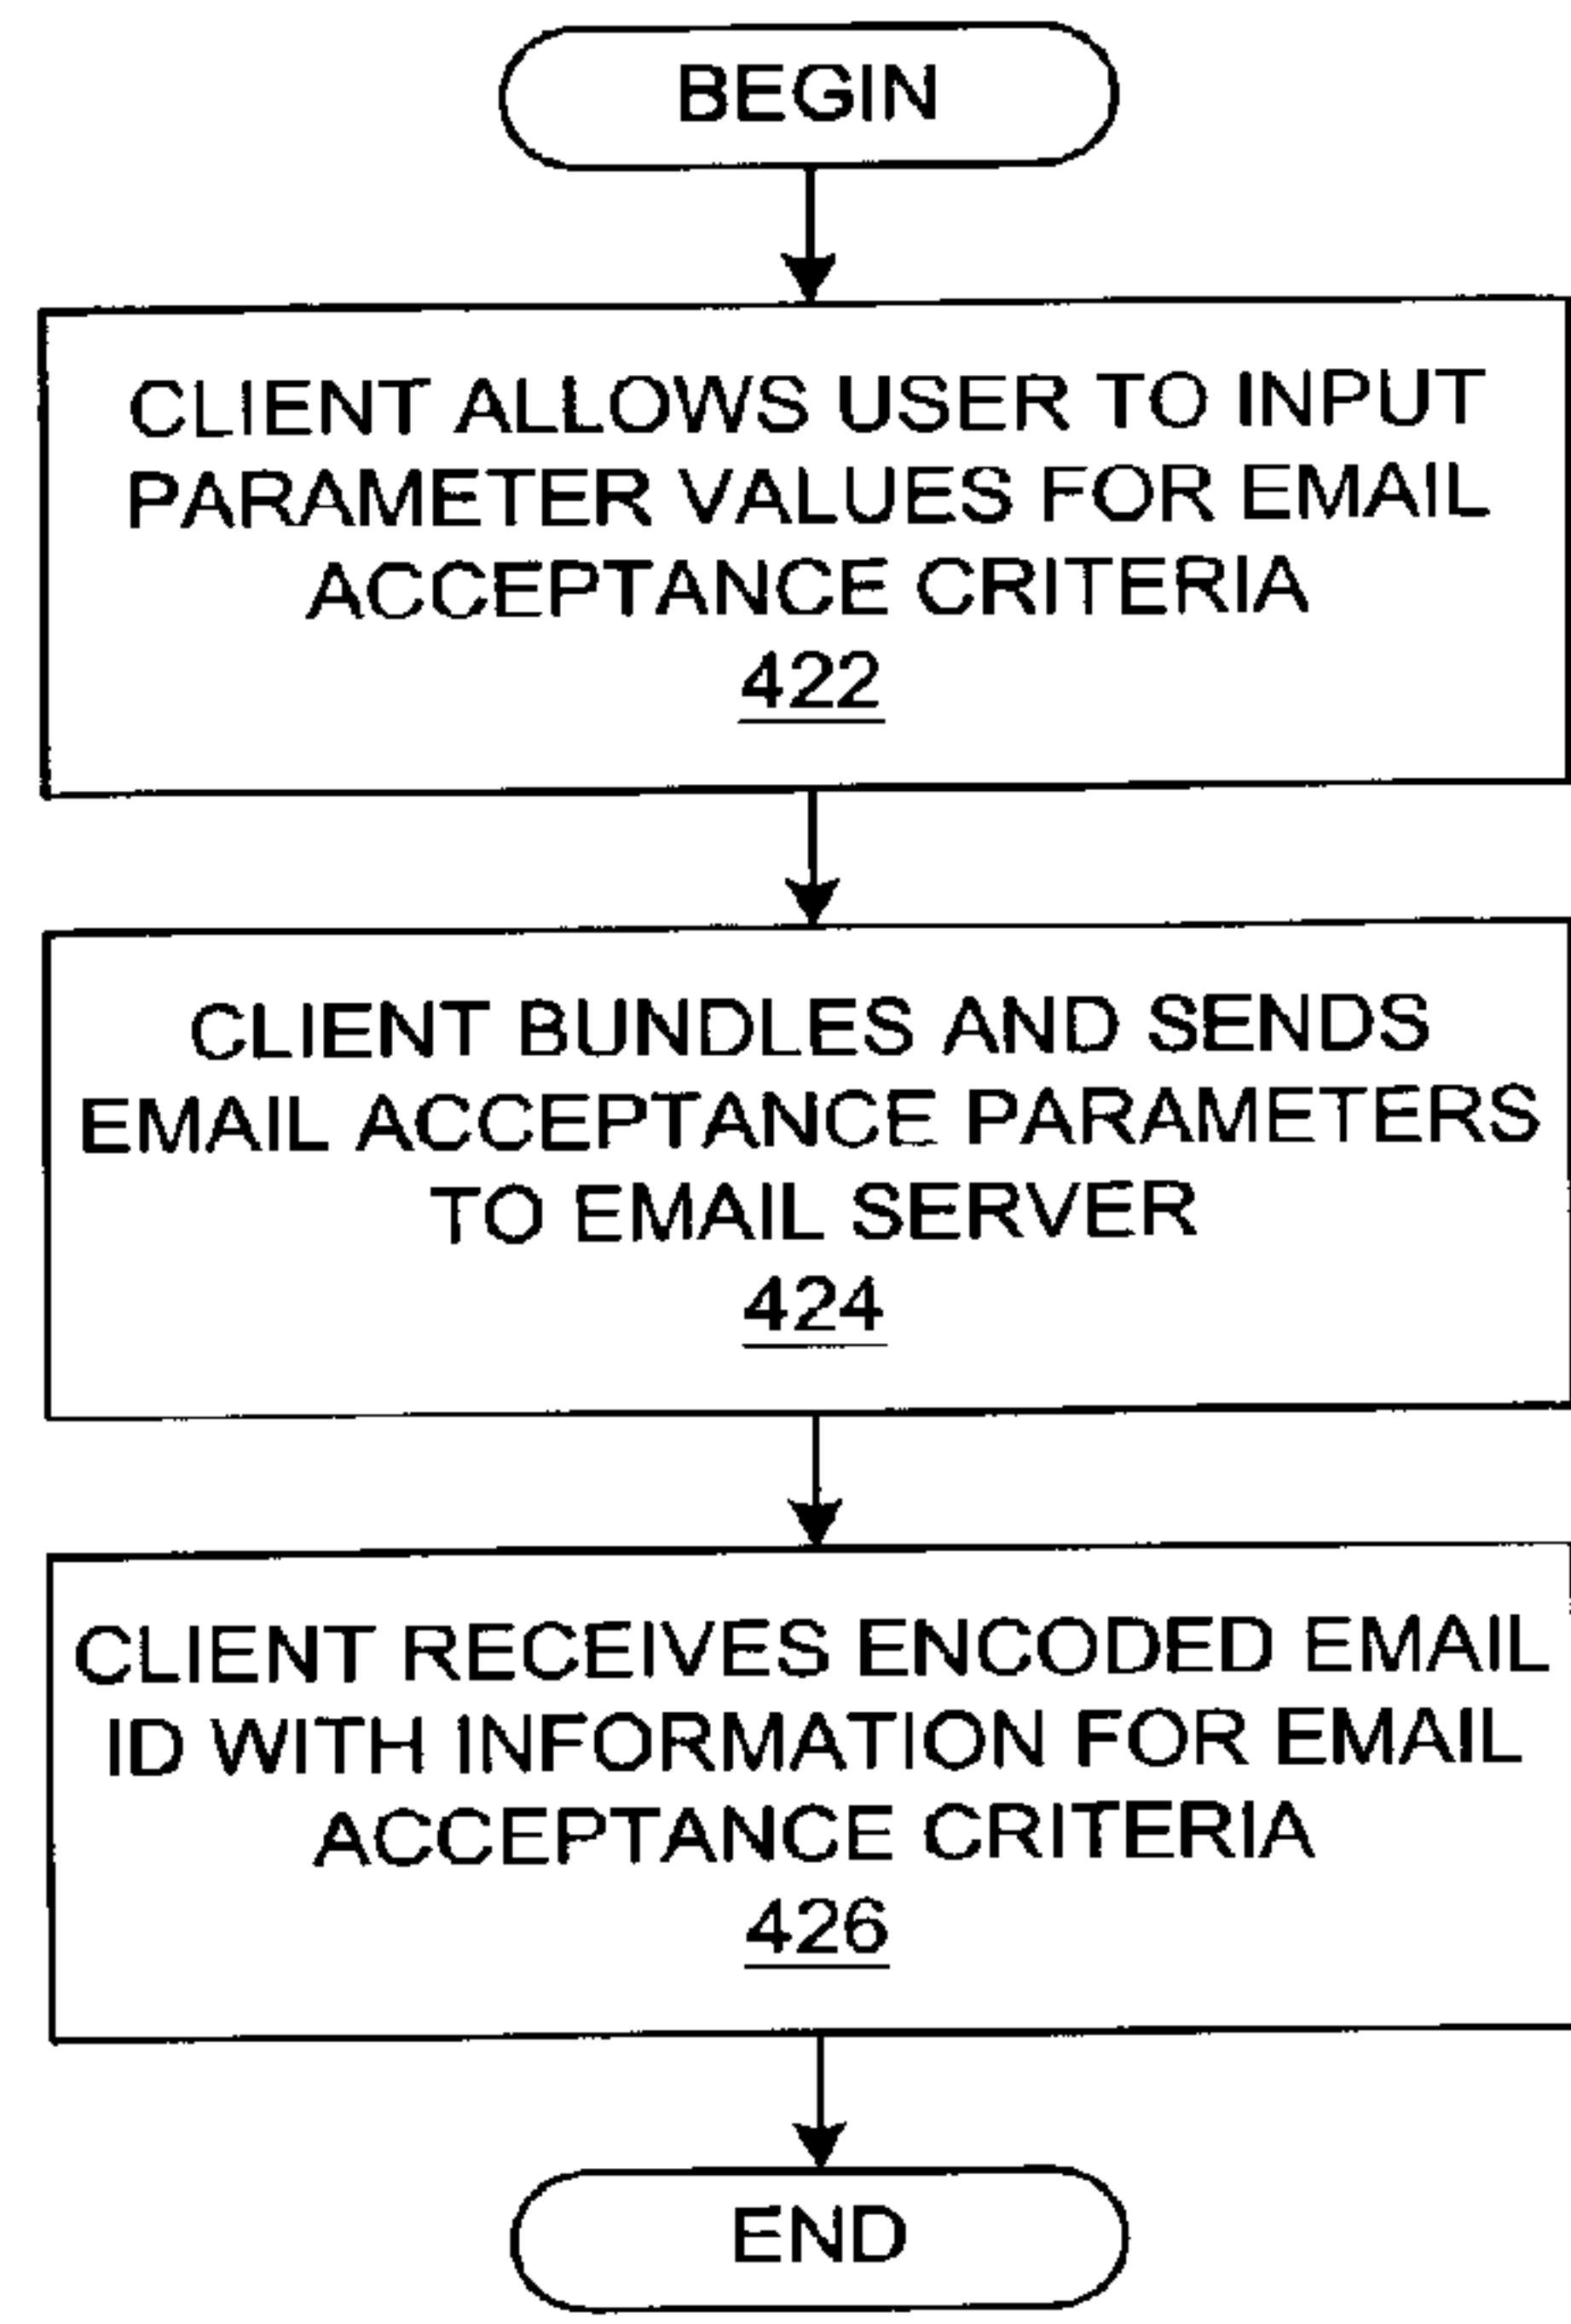 BEGIN
CLIENT ALLOWS USER TO INPUT
PARAMETER VALUES FOR EMAIL
ACCEPTANCE CRITERIA
422
CLIENT BUNDLES AND SENDS
EMAIL ACCEPTANCE PARAMETERS
TO EMAIL SERVER
424
CLIENT RECEIVES ENCODED EMAIL
ID WITH INFORMATION FOR EMAIL
ACCEPTANCE CRITERIA
426
END